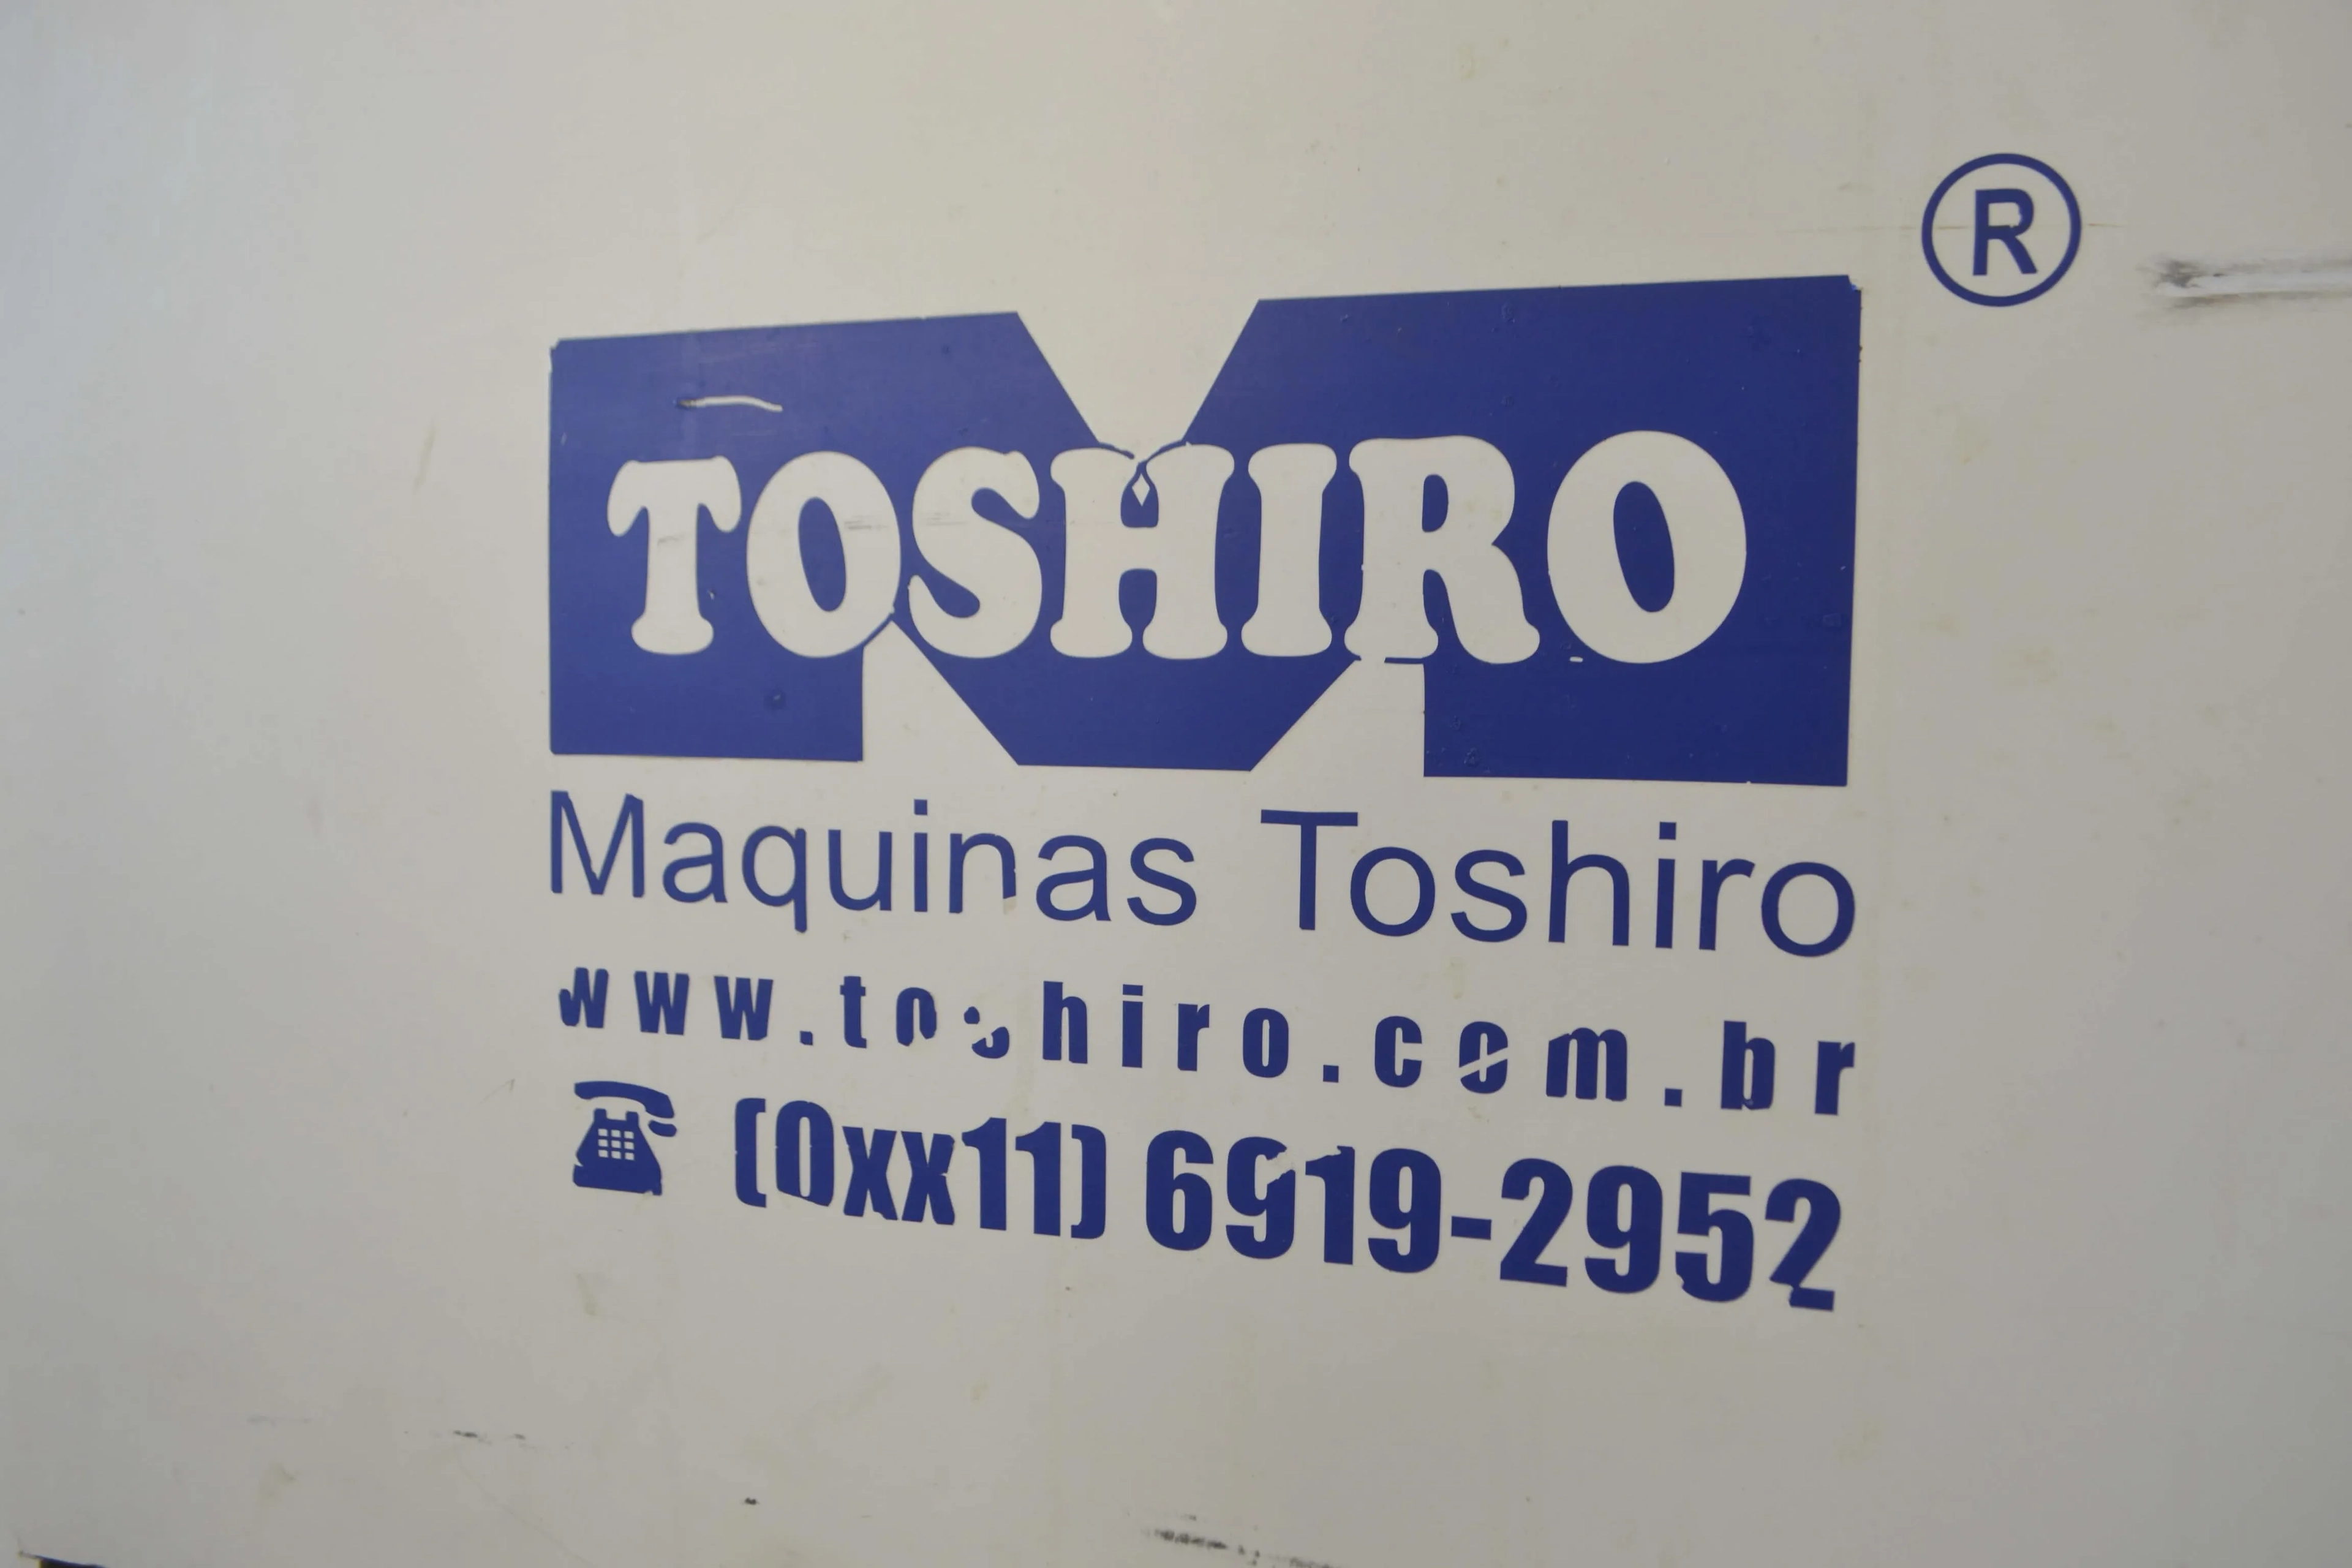 ®
TOSHIRO
Maquinas Toshiro
www.toshiro.com.br
(0xx11) 6919-2952